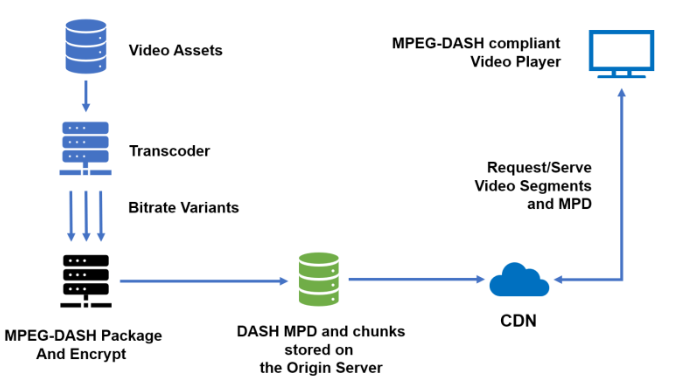 Video Assets
MPEG-DASH compliant
Video Player
Transcoder
Request/Serve
Video Segments
and MPD
Bitrate Variants
MPEG-DASH Package
And Encrypt
DASH MPD and chunks
stored on
the Origin Server
CDN